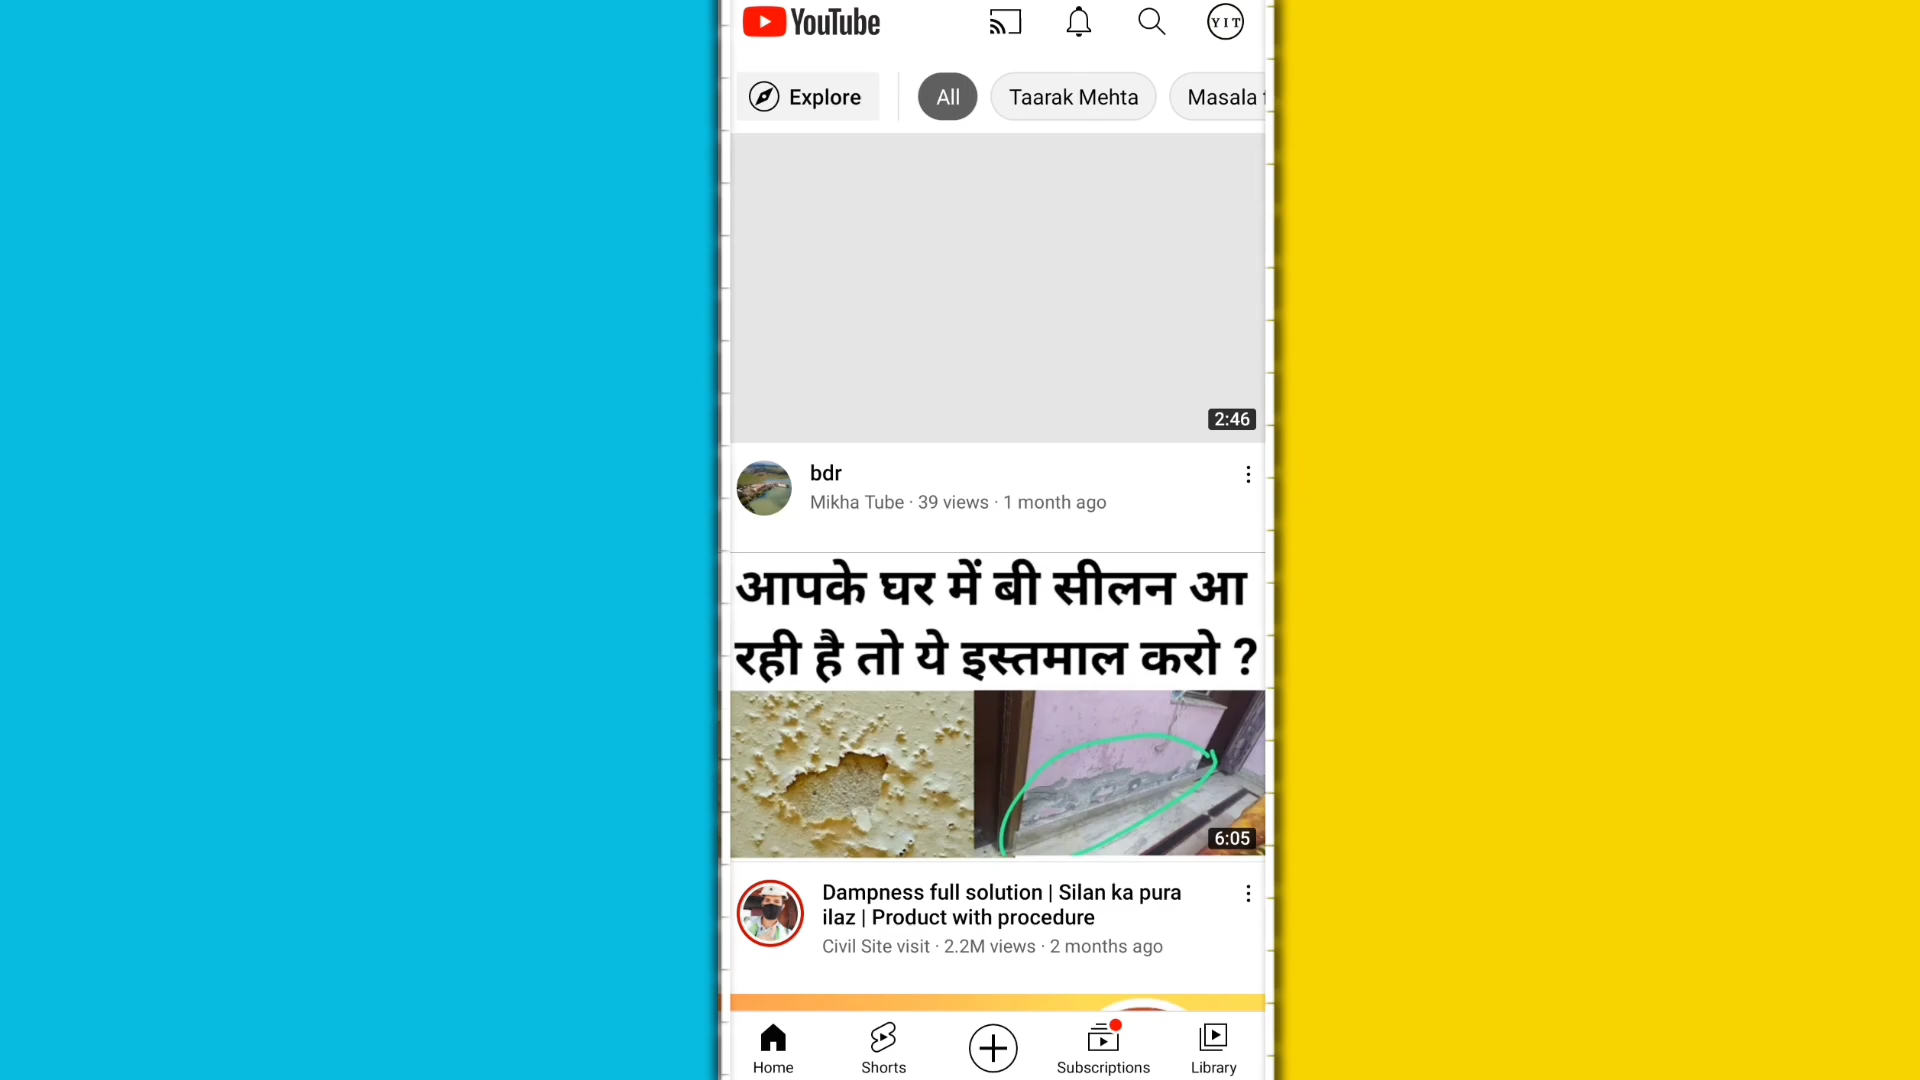 YouTube
YIT
Explore
All
Taarak Mehta
Masala
2:46
bdr
Mikha Tube · 39 views · 1 month ago
आपके घर में बी सीलन आ
रही है तो ये इस्तमाल करो ?
6:05
Dampness full solution | Silan ka pura
ilaz | Product with procedure
Civil Site visit · 2.2M views · 2 months ago
Home
Shorts
Subscriptions
Library